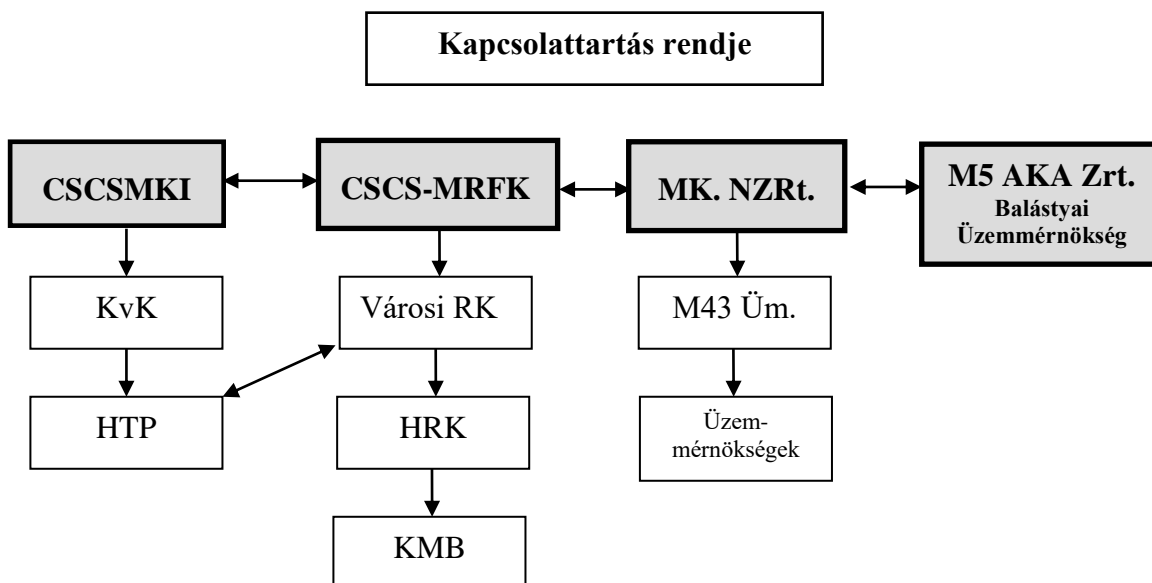 Kapcsolattartás rendje
CSCSMKI
CSCS-MRFK
MK. NZRt.
M5 AKA Zrt.
Balástyai
Üzemmérnökség
KvK
Városi RK
M43 Üm.
HTP
HRK
Üzem-
mérnökségek
KMB